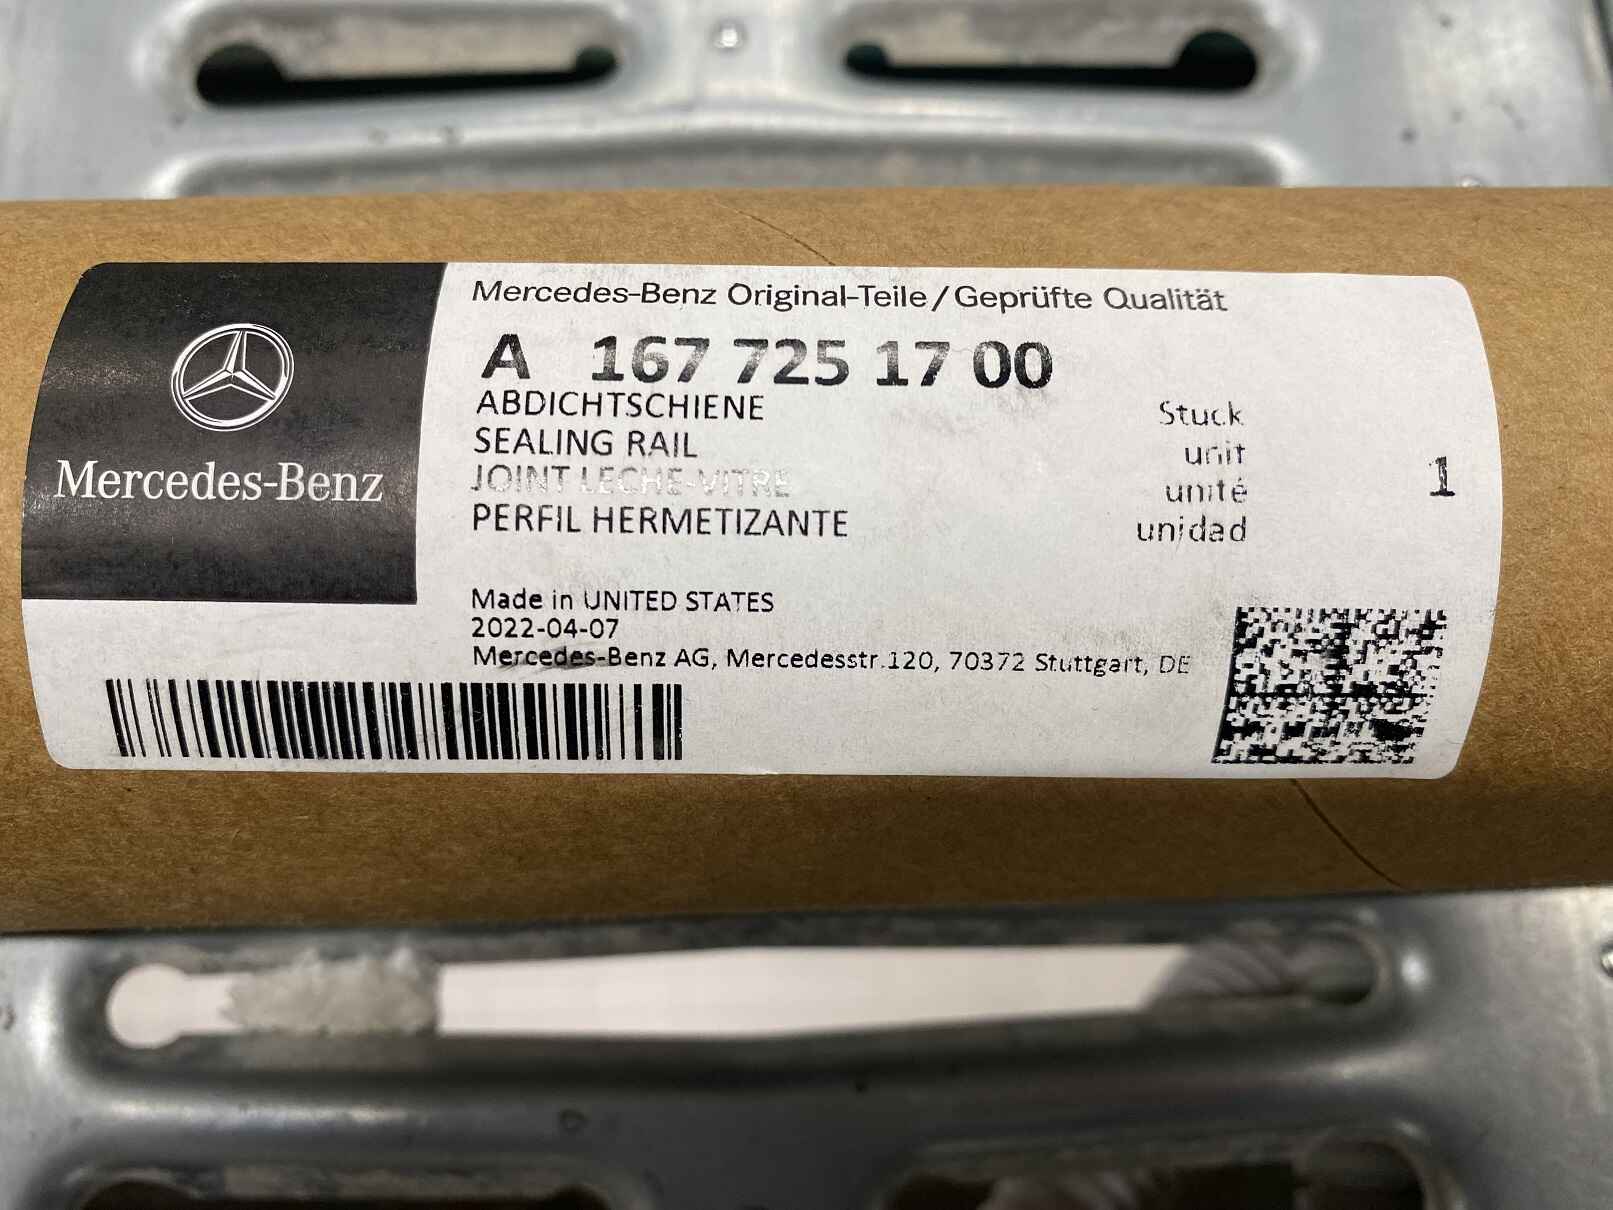 Mercedes-Benz
Mercedes-Benz Original-Teile/Geprüfte Qualität
A 167 725 17 00
ABDICHTSCHIENE Stuck
SEALING RAIL unit
JOINT LECHE-VITRE unité 1
PERFIL HERMETIZANTE unidad
Made in UNITED STATES
2022-04-07
Mercedes-Benz AG, Mercedesstr.120, 70372 Stuttgart, DE